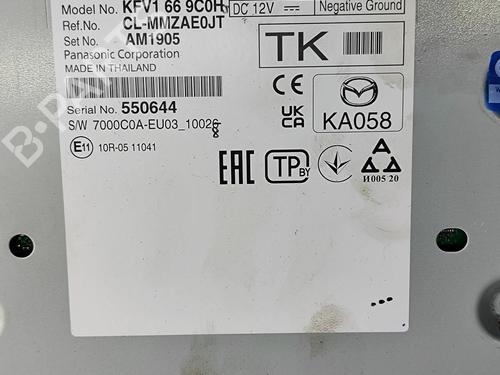 Model No. KFV1 66 9C0H
DC 12V Negative Ground
Ref.No. CL-MMZAE0JT
Set No. AM1905
Panasonic Corporation
MADE IN THAILAND
TK
CE
UK
CA
KA058
Serial No. 550644
S/W 7000C0A-EU03_10026
8
E11 10R-05 11041
EAC
TP BY
И005 20
B-PARTS